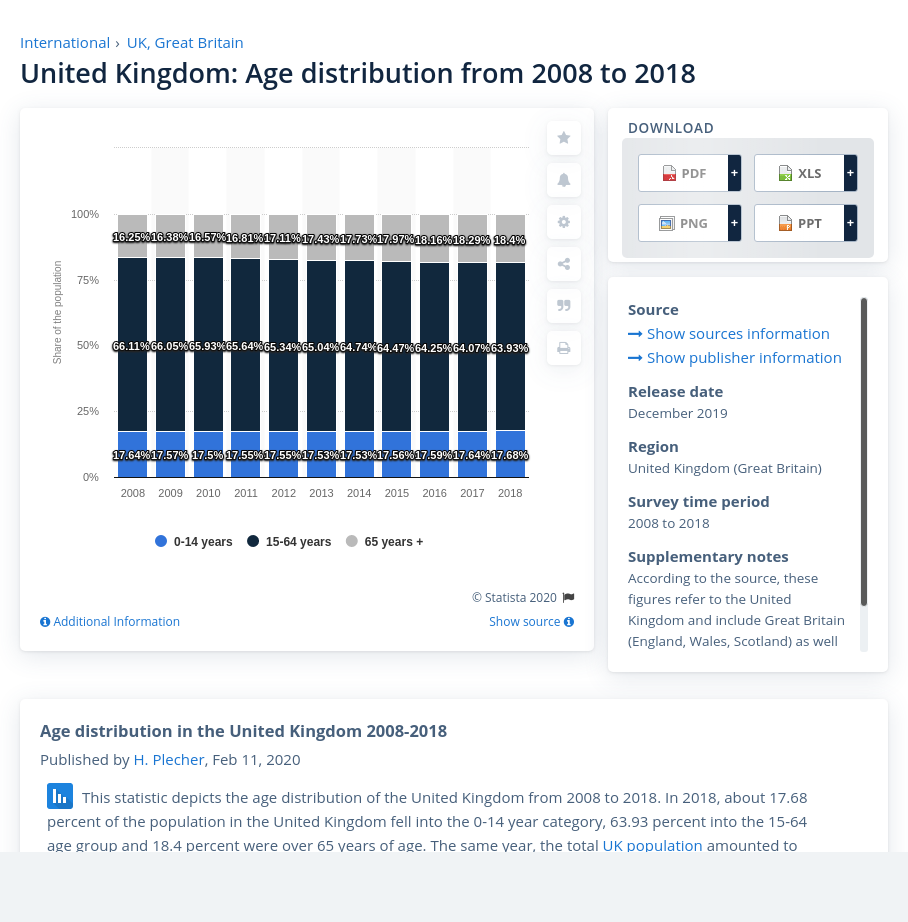 International › UK, Great Britain
United Kingdom: Age distribution from 2008 to 2018
Share of the population
100%
75%
50%
25%
0%
16.25% 16.38% 16.57% 16.81% 17.11% 17.43% 17.73% 17.97% 18.16% 18.29% 18.4%
66.11% 66.05% 65.93% 65.64% 65.34% 65.04% 64.74% 64.47% 64.25% 64.07% 63.93%
17.64% 17.57% 17.5% 17.55% 17.55% 17.53% 17.53% 17.56% 17.59% 17.64% 17.68%
2008 2009 2010 2011 2012 2013 2014 2015 2016 2017 2018
0-14 years 15-64 years 65 years +
© Statista 2020
Additional Information Show source
DOWNLOAD
PDF + XLS +
PNG + PPT +
Source
Show sources information
Show publisher information
Release date
December 2019
Region
United Kingdom (Great Britain)
Survey time period
2008 to 2018
Supplementary notes
According to the source, these
figures refer to the United
Kingdom and include Great Britain
(England, Wales, Scotland) as well
Age distribution in the United Kingdom 2008-2018
Published by H. Plecher, Feb 11, 2020
This statistic depicts the age distribution of the United Kingdom from 2008 to 2018. In 2018, about 17.68
percent of the population in the United Kingdom fell into the 0-14 year category, 63.93 percent into the 15-64
age group and 18.4 percent were over 65 years of age. The same year, the total UK population amounted to